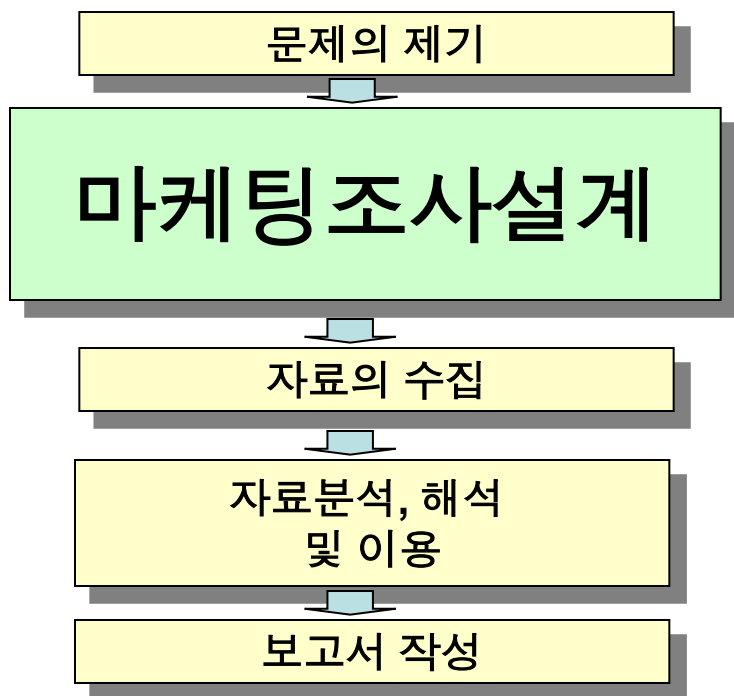 문제의 제기
마케팅조사설계
자료의 수집
자료분석, 해석
및 이용
보고서 작성